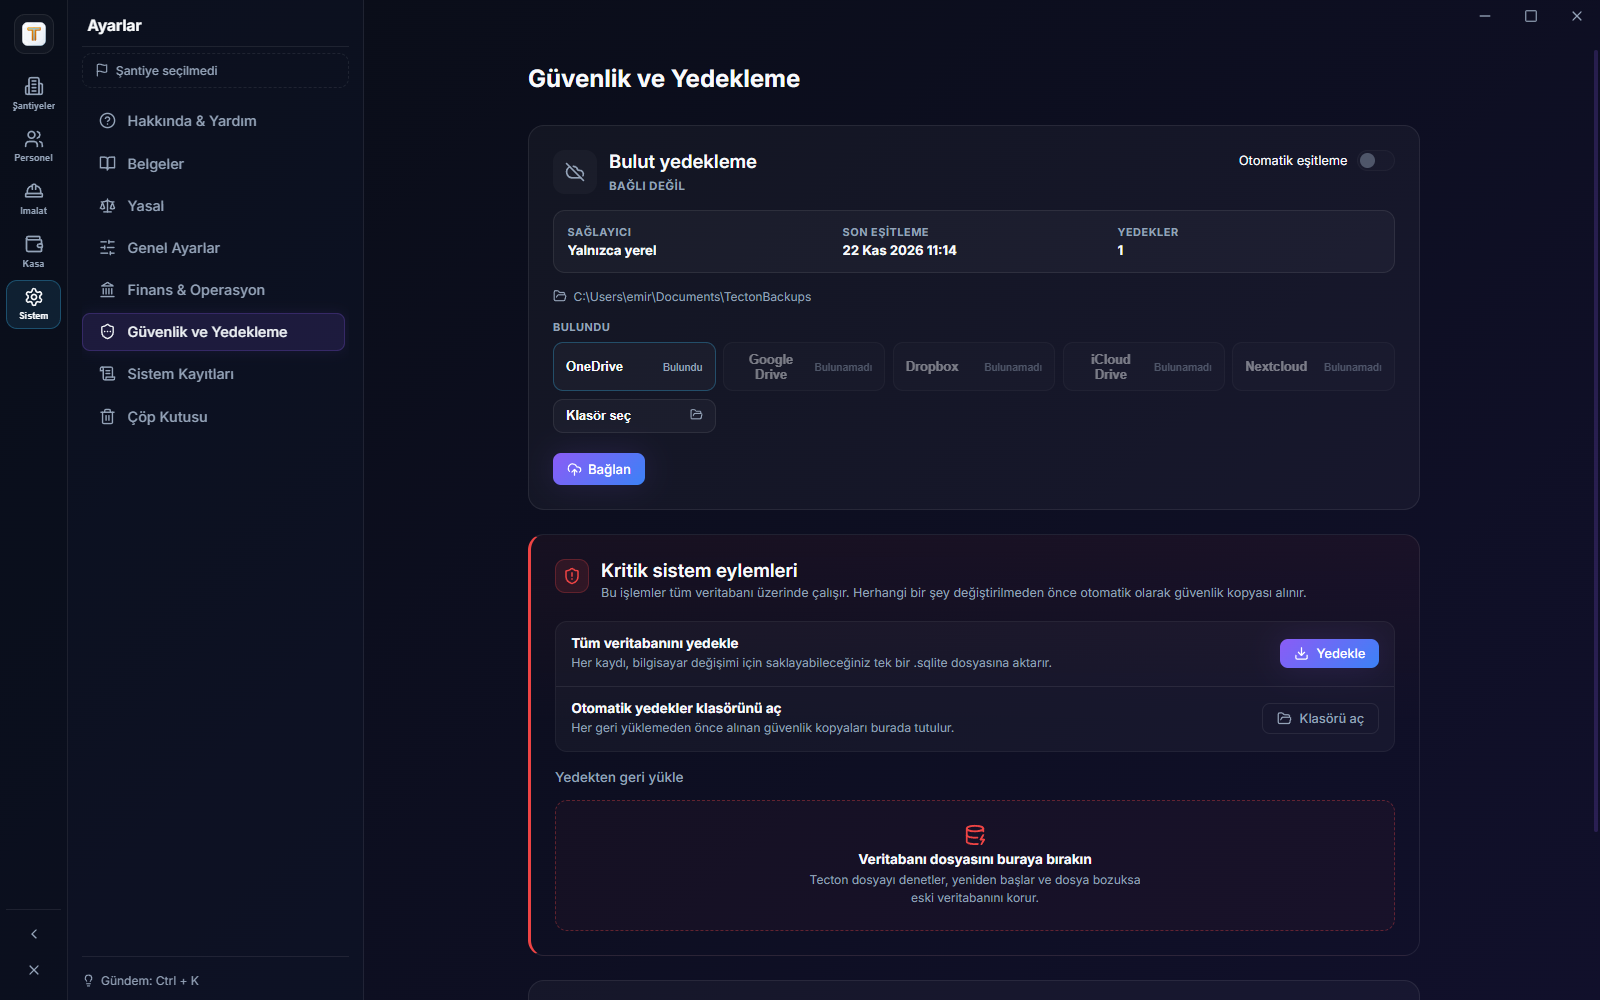 T
Şantiyeler
Personel
İmalat
Kasa
Sistem
Ayarlar
Şantiye seçilmedi
Hakkında & Yardım
Belgeler
Yasal
Genel Ayarlar
Finans & Operasyon
Güvenlik ve Yedekleme
Sistem Kayıtları
Çöp Kutusu
Gündem: Ctrl + K
Güvenlik ve Yedekleme
Bulut yedekleme
BAĞLI DEĞİL
Otomatik eşitleme
SAĞLAYICI
Yalnızca yerel
SON EŞİTLEME
22 Kas 2026 11:14
YEDEKLER
1
C:\Users\emir\Documents\TectonBackups
BULUNDU
OneDrive Bulundu
Google Drive Bulunamadı
Dropbox Bulunamadı
iCloud Drive Bulunamadı
Nextcloud Bulunamadı
Klasör seç
Bağlan
Kritik sistem eylemleri
Bu işlemler tüm veritabanı üzerinde çalışır. Herhangi bir şey değiştirilmeden önce otomatik olarak güvenlik kopyası alınır.
Tüm veritabanını yedekle
Her kaydı, bilgisayar değişimi için saklayabileceğiniz tek bir .sqlite dosyasına aktarır.
Yedekle
Otomatik yedekler klasörünü aç
Her geri yüklemeden önce alınan güvenlik kopyaları burada tutulur.
Klasörü aç
Yedekten geri yükle
Veritabanı dosyasını buraya bırakın
Tecton dosyayı denetler, yeniden başlar ve dosya bozuksa
eski veritabanını korur.